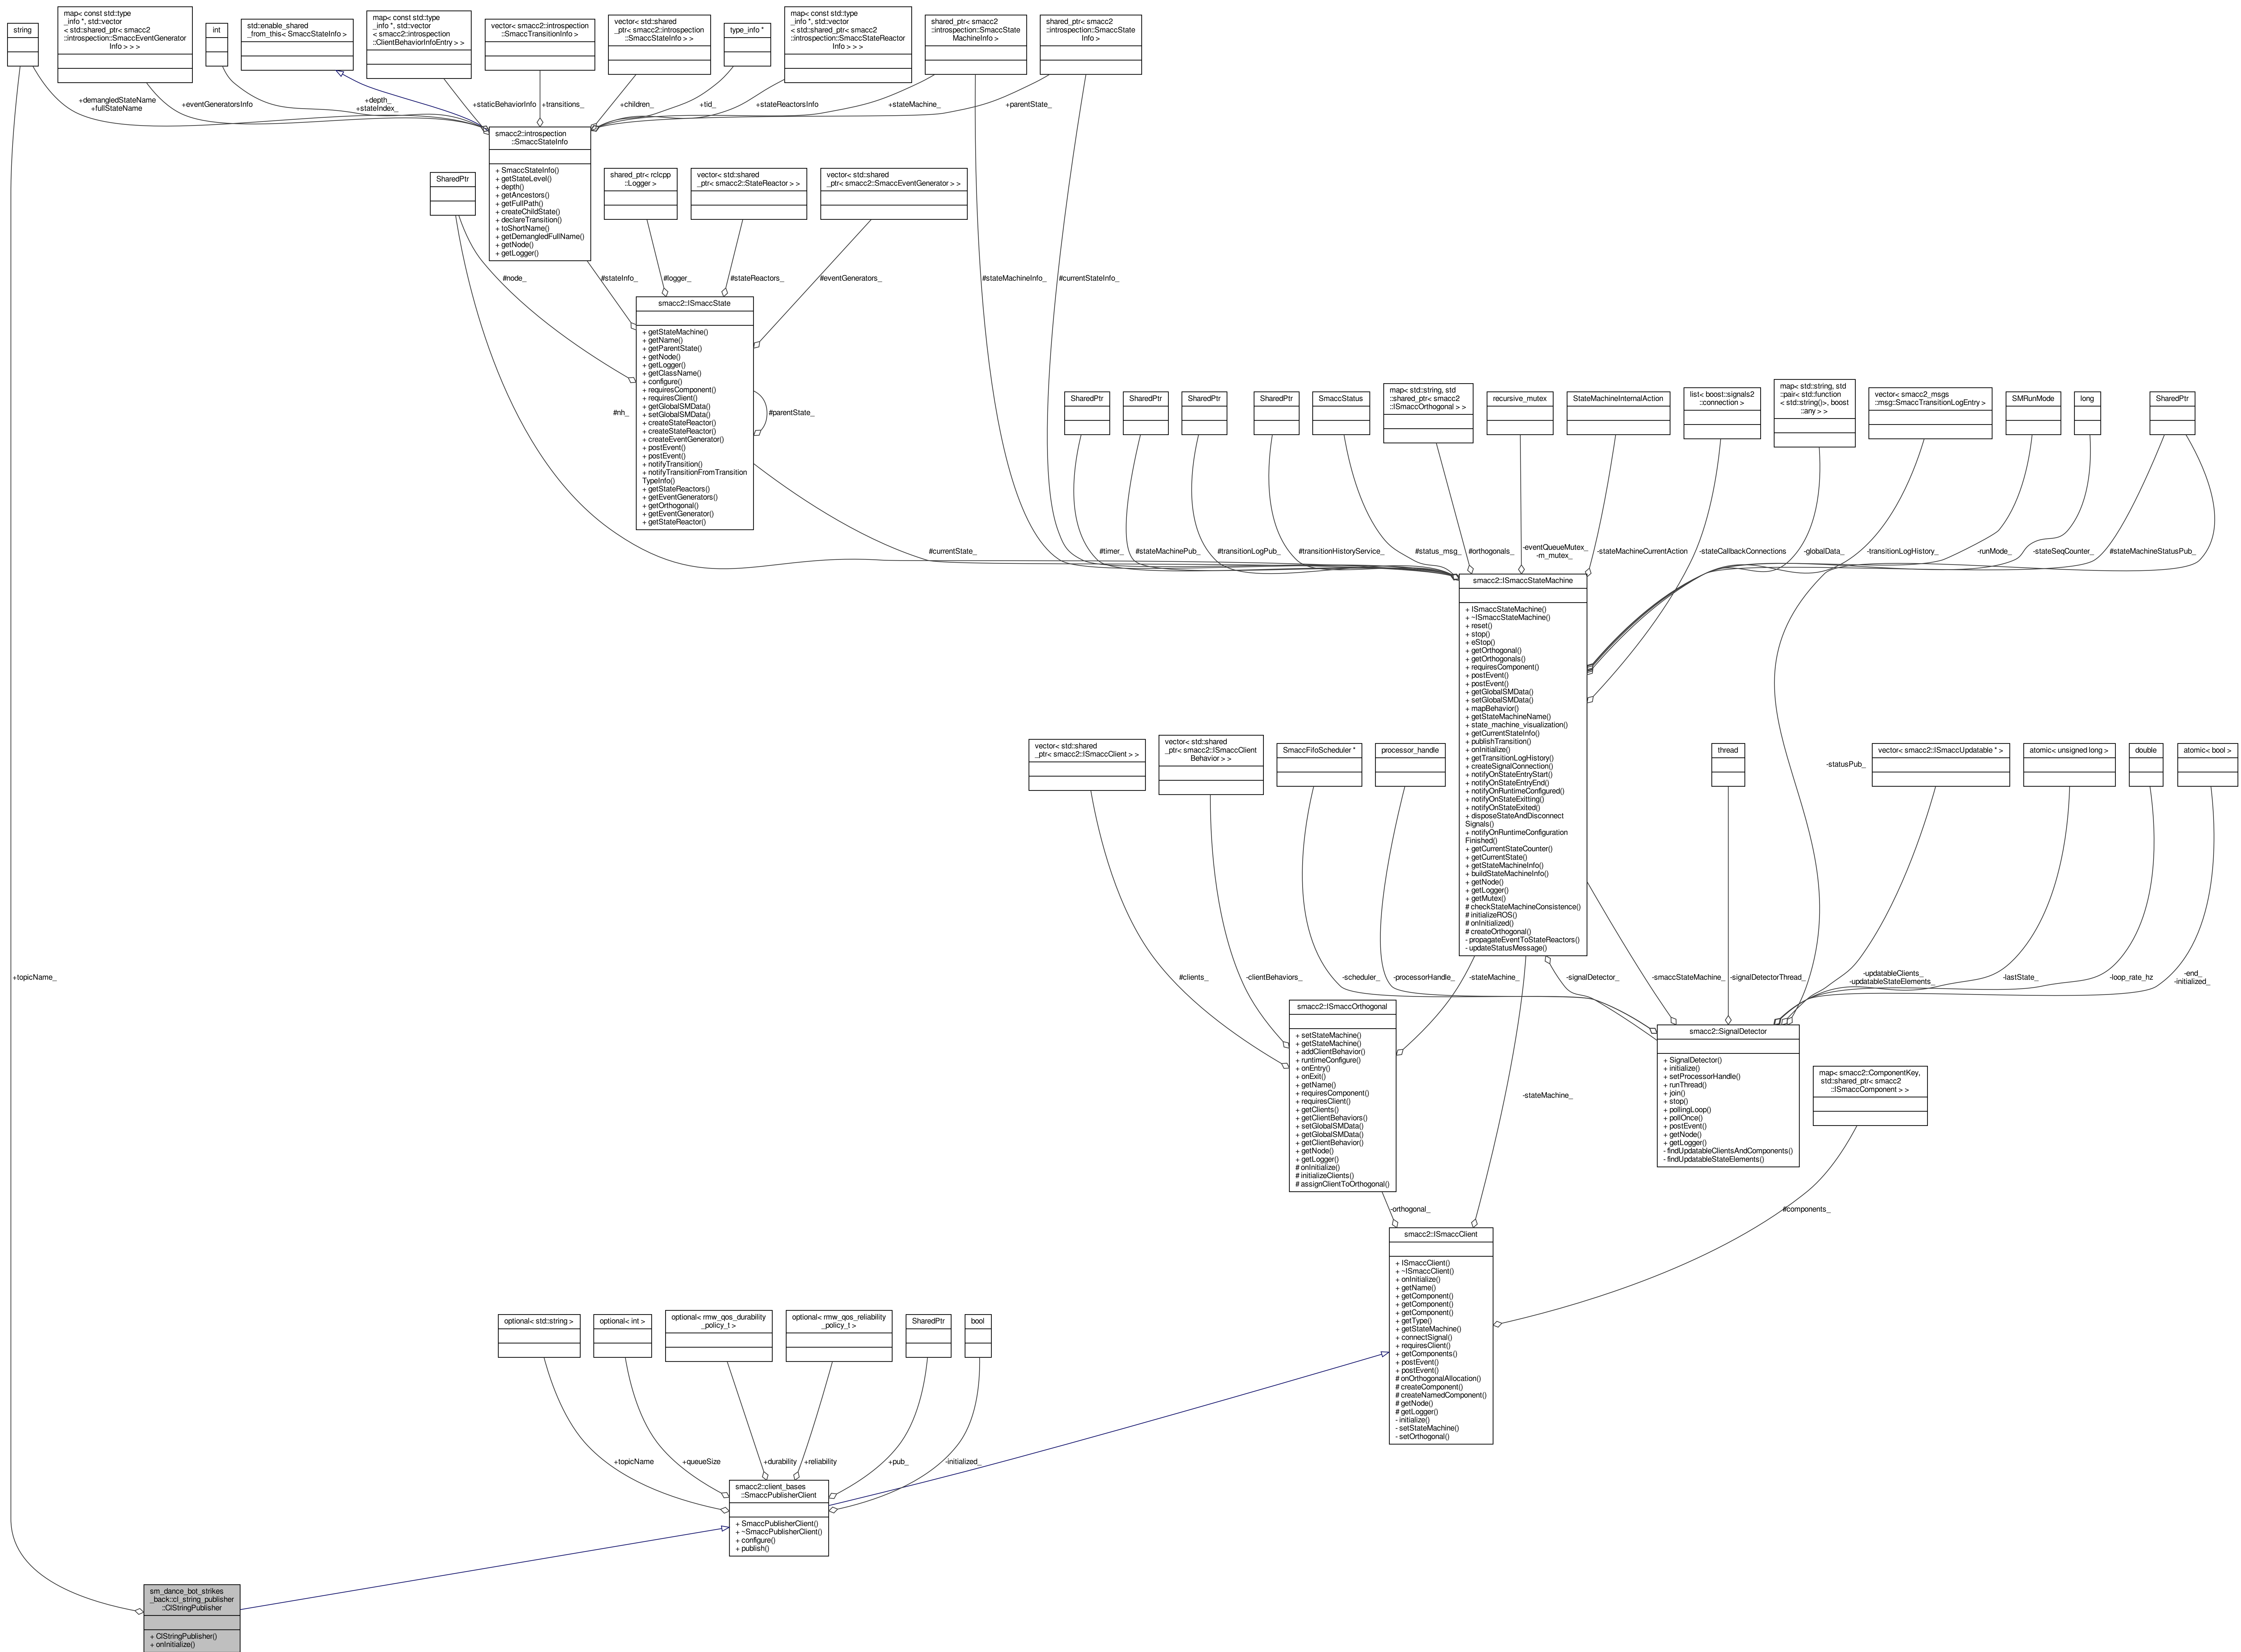 string
map< const std::type
_info *, std::vector
< std::shared_ptr< smacc2
::introspection::SmaccEventGenerator
Info > > >
int
std::enable_shared
_from_this< SmaccStateInfo >
map< const std::type
_info *, std::vector
< smacc2::introspection
::ClientBehaviorInfoEntry > >
vector< smacc2::introspection
::SmaccTransitionInfo >
vector< std::shared
_ptr< smacc2::introspection
::SmaccStateInfo > >
type_info *
map< const std::type
_info *, std::vector
< std::shared_ptr< smacc2
::introspection::SmaccStateReactor
Info > > >
shared_ptr< smacc2
::introspection::SmaccState
MachineInfo >
shared_ptr< smacc2
::introspection::SmaccState
Info >
+demangledStateName
+fullStateName
+eventGeneratorsInfo
+depth_
+stateIndex_
+staticBehaviorInfo
+transitions_
+children_
+tid_
+stateReactorsInfo
+stateMachine_
+parentState_
smacc2::introspection
::SmaccStateInfo
+ SmaccStateInfo()
+ getStateLevel()
+ depth()
+ getAncestors()
+ getFullPath()
+ createChildState()
+ declareTransition()
+ toShortName()
+ getDemangledFullName()
+ getNode()
+ getLogger()
SharedPtr
shared_ptr< rclcpp
::Logger >
vector< std::shared
_ptr< smacc2::StateReactor > >
vector< std::shared
_ptr< smacc2::SmaccEventGenerator > >
#node_
#stateInfo_
#logger_
#stateReactors_
#eventGenerators_
#stateMachineInfo_
#currentStateInfo_
smacc2::ISmaccState
+ getStateMachine()
+ getName()
+ getParentState()
+ getNode()
+ getLogger()
+ getClassName()
+ configure()
+ requiresComponent()
+ requiresClient()
+ getGlobalSMData()
+ setGlobalSMData()
+ createStateReactor()
+ createStateReactor()
+ createEventGenerator()
+ postEvent()
+ postEvent()
+ notifyTransition()
+ notifyTransitionFromTransition
TypeInfo()
+ getStateReactors()
+ getEventGenerators()
+ getOrthogonal()
+ getEventGenerator()
+ getStateReactor()
#nh_
#parentState_
SharedPtr
SharedPtr
SharedPtr
SharedPtr
SmaccStatus
map< std::string, std
::shared_ptr< smacc2
::ISmaccOrthogonal > >
recursive_mutex
StateMachineInternalAction
list< boost::signals2
::connection >
map< std::string, std
::pair< std::function
< std::string()>, boost
::any > >
vector< smacc2_msgs
::msg::SmaccTransitionLogEntry >
SMRunMode
long
SharedPtr
#currentState_
#timer_
#stateMachinePub_
#transitionLogPub_
#transitionHistoryService_
#status_msg_
#orthogonals_
-eventQueueMutex_
-m_mutex_
-stateMachineCurrentAction
-stateCallbackConnections
-globalData_
-transitionLogHistory_
-runMode_
-stateSeqCounter_
#stateMachineStatusPub_
smacc2::ISmaccStateMachine
+ ISmaccStateMachine()
+ ~ISmaccStateMachine()
+ reset()
+ stop()
+ eStop()
+ getOrthogonal()
+ getOrthogonals()
+ requiresComponent()
+ postEvent()
+ postEvent()
+ getGlobalSMData()
+ setGlobalSMData()
+ mapBehavior()
+ getStateMachineName()
+ state_machine_visualization()
+ getCurrentStateInfo()
+ publishTransition()
+ onInitialize()
+ getTransitionLogHistory()
+ createSignalConnection()
+ notifyOnStateEntryStart()
+ notifyOnStateEntryEnd()
+ notifyOnRuntimeConfigured()
+ notifyOnStateExitting()
+ notifyOnStateExited()
+ disposeStateAndDisconnect
Signals()
+ notifyOnRuntimeConfiguration
Finished()
+ getCurrentStateCounter()
+ getCurrentState()
+ getStateMachineInfo()
+ buildStateMachineInfo()
+ getNode()
+ getLogger()
+ getMutex()
# checkStateMachineConsistence()
# initializeROS()
# onInitialized()
# createOrthogonal()
- propagateEventToStateReactors()
- updateStatusMessage()
vector< std::shared
_ptr< smacc2::ISmaccClient > >
vector< std::shared
_ptr< smacc2::ISmaccClient
Behavior > >
SmaccFifoScheduler *
processor_handle
thread
-statusPub_
vector< smacc2::ISmaccUpdatable * >
atomic< unsigned long >
double
atomic< bool >
+topicName_
#clients_
-clientBehaviors_
-scheduler_
-processorHandle_
-stateMachine_
-signalDetector_
-smaccStateMachine_
-signalDetectorThread_
-updatableClients_
-updatableStateElements_
-lastState_
-loop_rate_hz
-end_
-initialized_
smacc2::ISmaccOrthogonal
+ setStateMachine()
+ getStateMachine()
+ addClientBehavior()
+ runtimeConfigure()
+ onEntry()
+ onExit()
+ getName()
+ requiresComponent()
+ requiresClient()
+ getClients()
+ getClientBehaviors()
+ setGlobalSMData()
+ getGlobalSMData()
+ getClientBehavior()
+ getNode()
+ getLogger()
# onInitialize()
# initializeClients()
# assignClientToOrthogonal()
smacc2::SignalDetector
+ SignalDetector()
+ initialize()
+ setProcessorHandle()
+ runThread()
+ join()
+ stop()
+ pollingLoop()
+ pollOnce()
+ postEvent()
+ getNode()
+ getLogger()
- findUpdatableClientsAndComponents()
- findUpdatableStateElements()
map< smacc2::ComponentKey,
std::shared_ptr< smacc2
::ISmaccComponent > >
-stateMachine_
-orthogonal_
#components_
smacc2::ISmaccClient
+ ISmaccClient()
+ ~ISmaccClient()
+ onInitialize()
+ getName()
+ getComponent()
+ getComponent()
+ getComponent()
+ getType()
+ getStateMachine()
+ connectSignal()
+ requiresClient()
+ getComponents()
+ postEvent()
+ postEvent()
# onOrthogonalAllocation()
# createComponent()
# createNamedComponent()
# getNode()
# getLogger()
- initialize()
- setStateMachine()
- setOrthogonal()
optional< std::string >
optional< int >
optional< rmw_qos_durability
_policy_t >
optional< rmw_qos_reliability
_policy_t >
SharedPtr
bool
+topicName
+queueSize
+durability
+reliability
+pub_
-initialized_
smacc2::client_bases
::SmaccPublisherClient
+ SmaccPublisherClient()
+ ~SmaccPublisherClient()
+ configure()
+ publish()
sm_dance_bot_strikes
_back::cl_string_publisher
::ClStringPublisher
+ ClStringPublisher()
+ onInitialize()